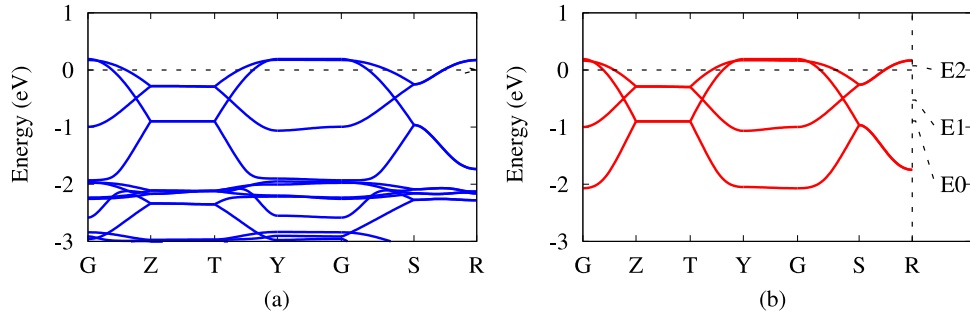 Energy (eV)
1
0
-1
-2
-3
G Z T Y G S R
(a)
Energy (eV)
1
0
-1
-2
-3
G Z T Y G S R
E2
E1
E0
(b)